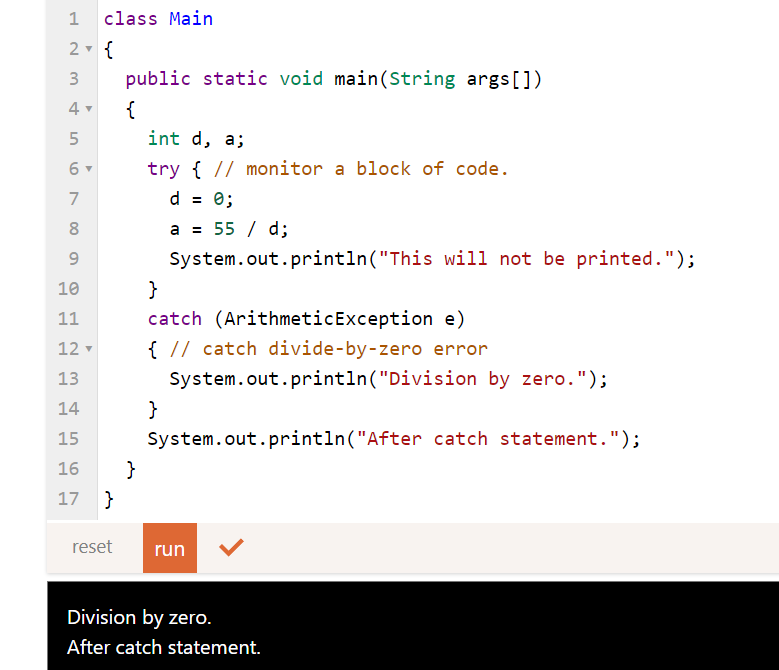 1 class Main
2 {
3 public static void main(String args[])
4 {
5 int d, a;
6 try { // monitor a block of code.
7 d = 0;
8 a = 55 / d;
9 System.out.println("This will not be printed.");
10 }
11 catch (ArithmeticException e)
12 { // catch divide-by-zero error
13 System.out.println("Division by zero.");
14 }
15 System.out.println("After catch statement.");
16 }
17 }
reset run
Division by zero.
After catch statement.